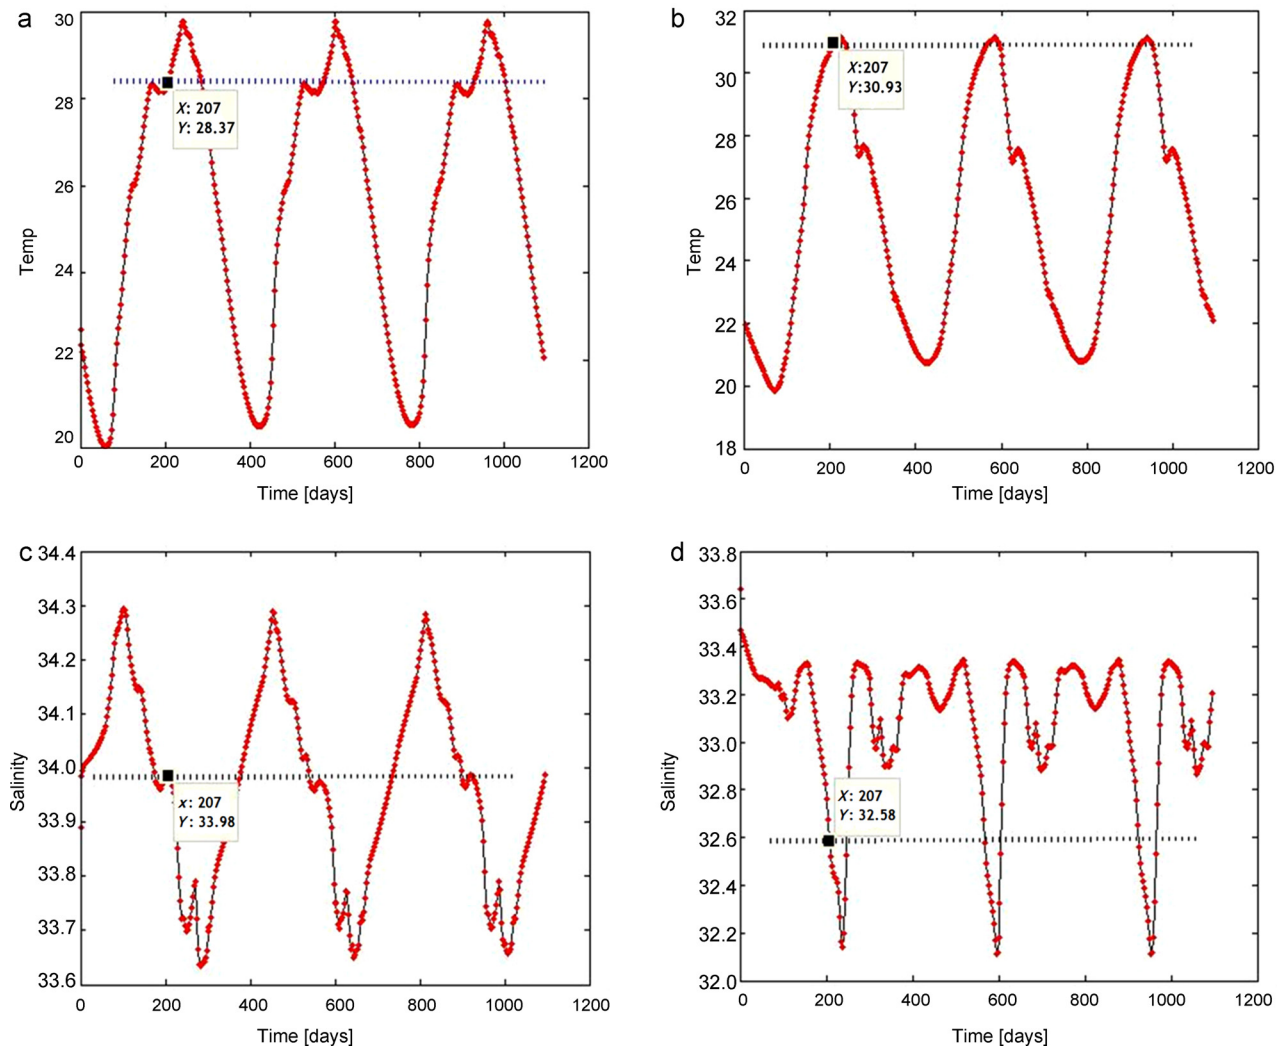 a
30
28
26
24
22
20
Temp
X: 207
Y: 28.37
0 200 400 600 800 1000 1200
Time [days]
b
32
30
28
26
24
22
20
18
Temp
X:207
Y:30.93
0 200 400 600 800 1000 1200
Time [days]
c
34.4
34.3
34.2
34.1
34.0
33.9
33.8
33.7
33.6
Salinity
x: 207
Y: 33.98
0 200 400 600 800 1000 1200
Time [days]
d
33.8
33.6
33.4
33.2
33.0
32.8
32.6
32.4
32.2
32.0
Salinity
X: 207
Y: 32.58
0 200 400 600 800 1000 1200
Time [days]